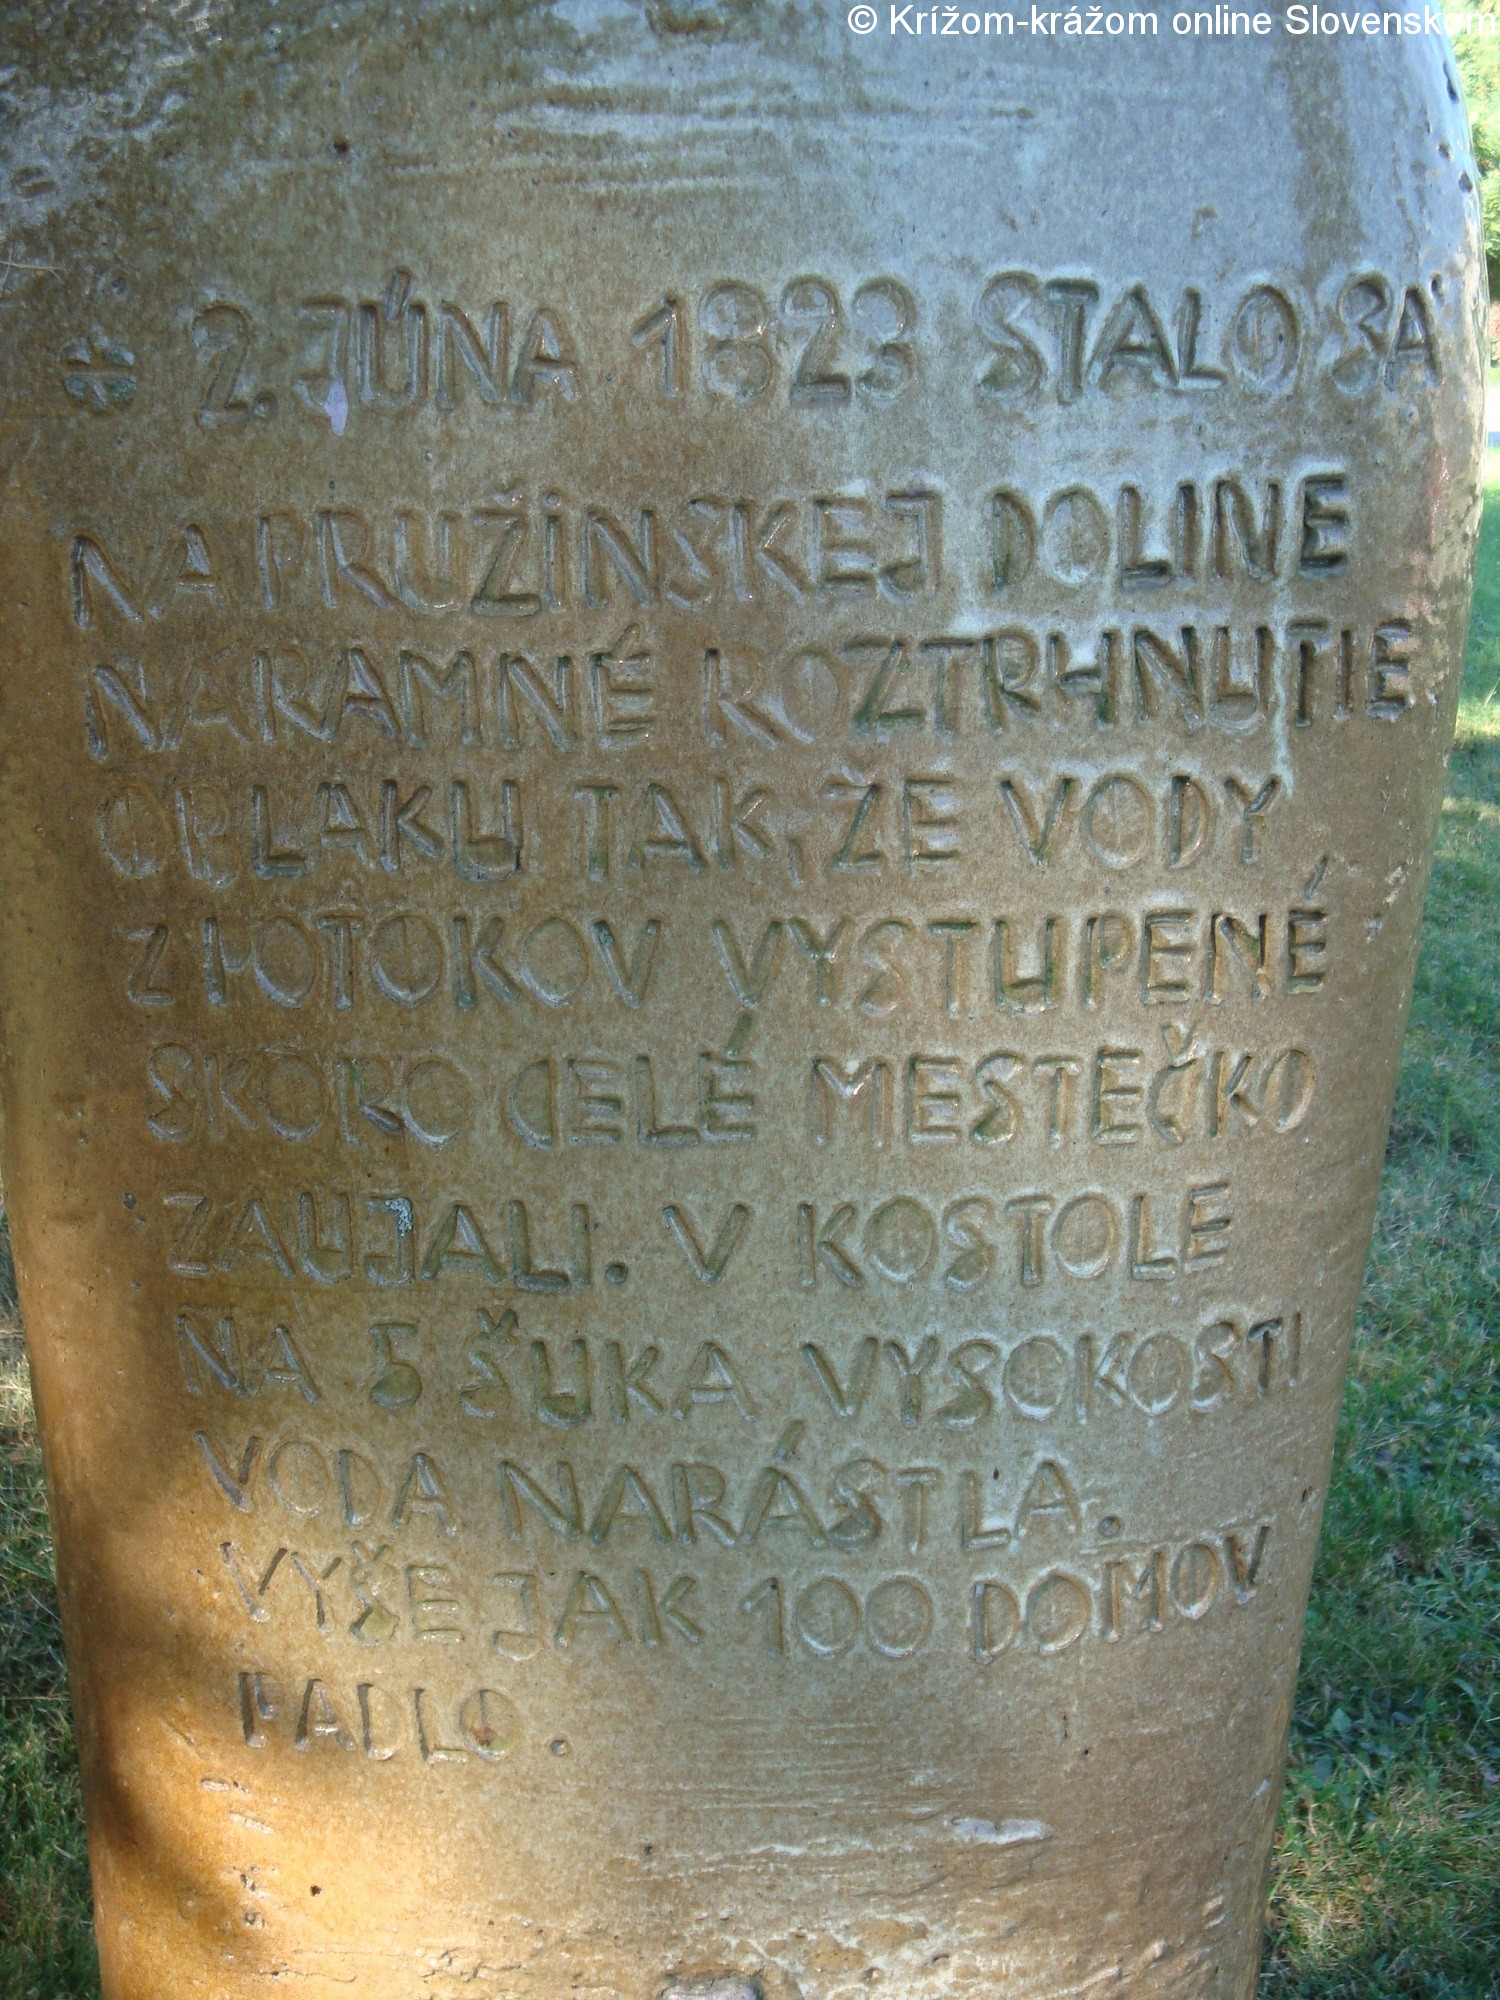 © Krížom-krážom online Slovenskom
* 2. JÚNA 1823 STALO SA
NA PRUŽINSKEJ DOLINE
NARAMNÉ ROZTRHNUTIE
OPLAKU TAK, ŽE VODY
Z POTOKOV VYSTUPENÉ
SKORO CELÉ MESTEČKO
ZAUJALI. V KOSTOLE
NA 5 ŠUKA VYSOKOSTI
VODA NARÁSTLA.
VYŠE JAK 100 DOMOV
PADLO.